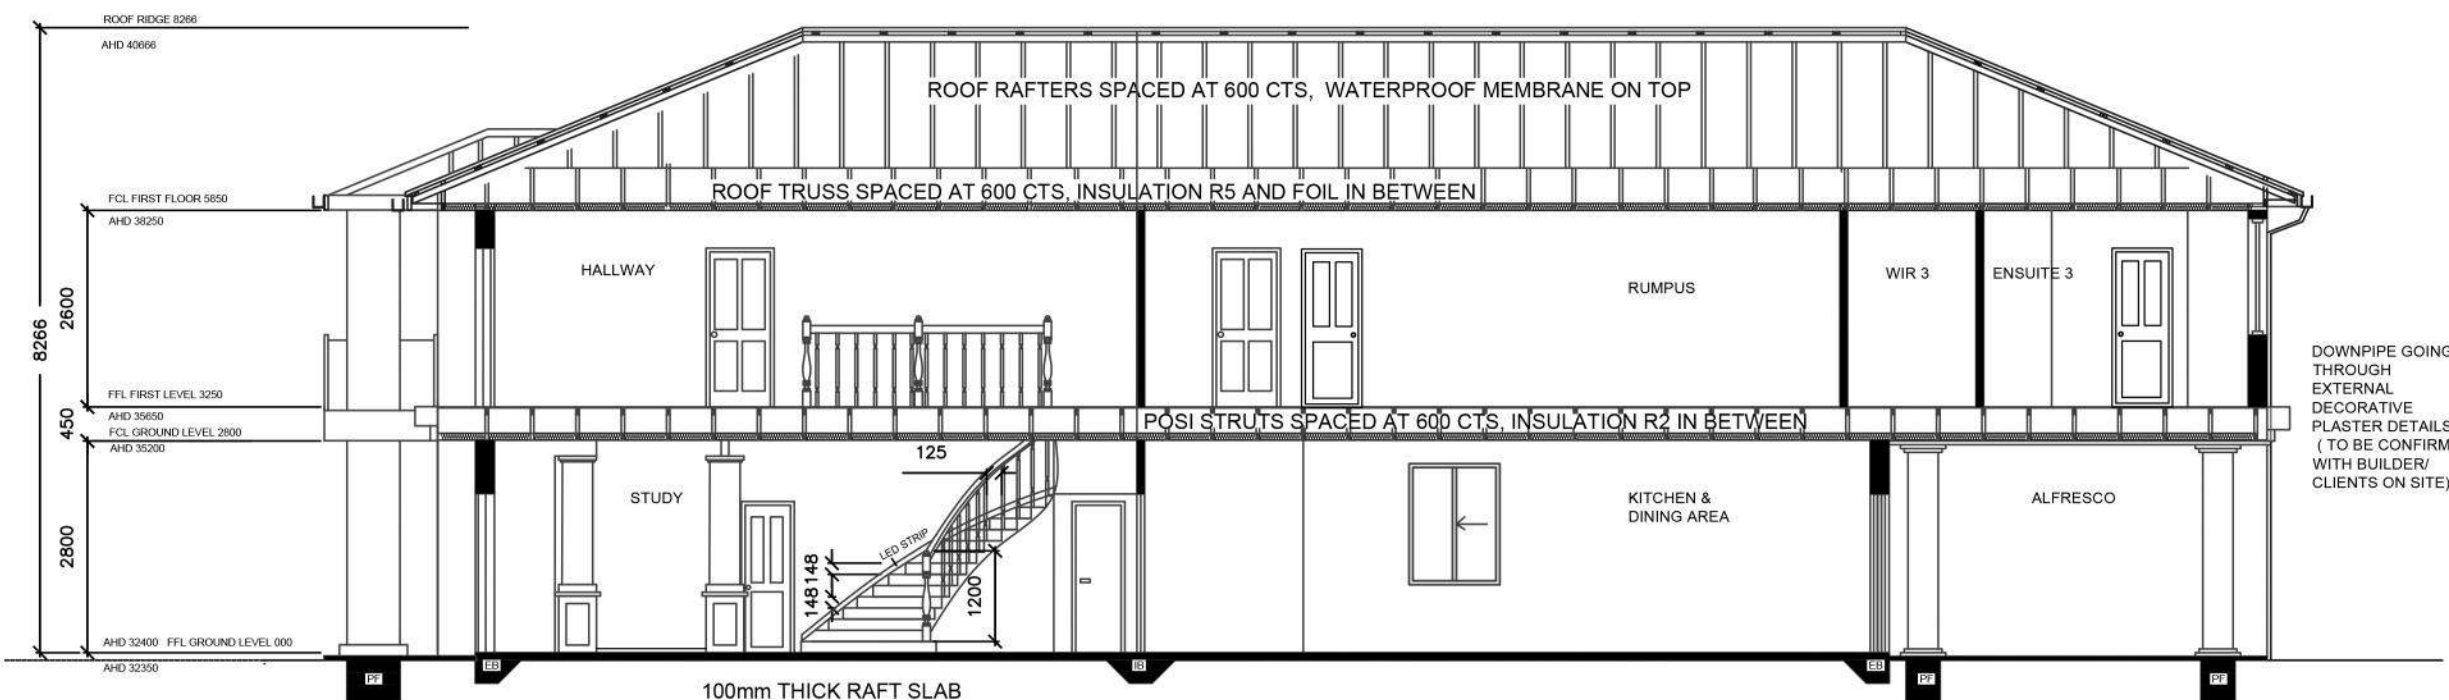 ROOF RIDGE 8266
AHD 40666
ROOF RAFTERS SPACED AT 600 CTS, WATERPROOF MEMBRANE ON TOP
ROOF TRUSS SPACED AT 600 CTS, INSULATION R5 AND FOIL IN BETWEEN
FCL FIRST FLOOR 5850
AHD 38250
8266
2600
HALLWAY
RUMPUS
WIR 3
ENSUITE 3
FFL FIRST LEVEL 3250
AHD 35650
450
FCL GROUND LEVEL 2800
AHD 35200
POSI STRUTS SPACED AT 600 CTS, INSULATION R2 IN BETWEEN
DOWNPIPE GOING
THROUGH
EXTERNAL
DECORATIVE
PLASTER DETAILS
( TO BE CONFIRM
WITH BUILDER/
CLIENTS ON SITE)
2800
STUDY
125
LED STRIP
148
148
1200
KITCHEN &
DINING AREA
ALFRESCO
AHD 32400 FFL GROUND LEVEL 000
AHD 32350
PF
EB
IB
EB
PF
PF
100mm THICK RAFT SLAB